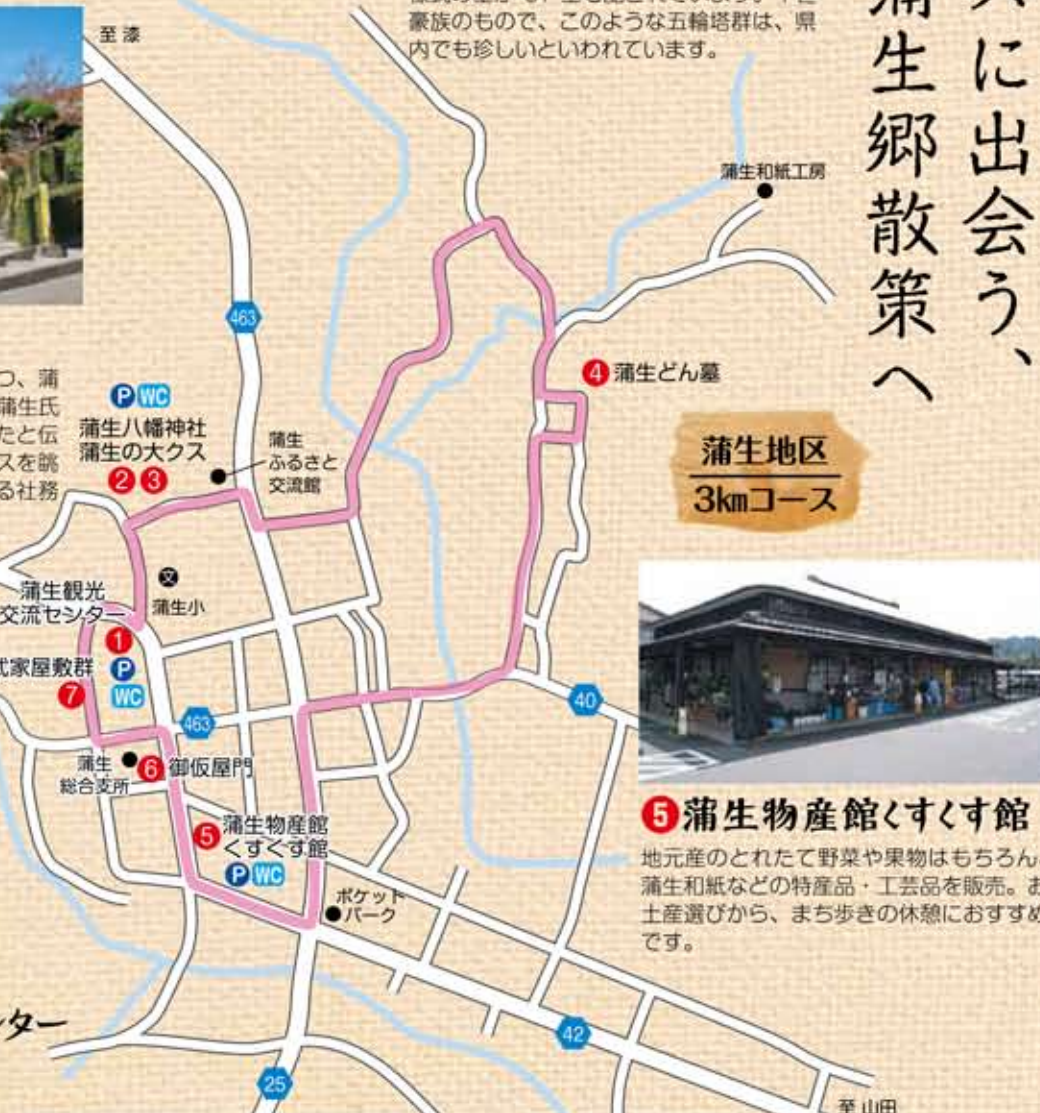 に出会う、
蒲生郷散策へ
豪族のもので、このような五輪塔群は、県
内でも珍しいといわれています。
至 漆
蒲生和紙工房
463
つ、蒲
蒲生氏
たと伝
スを眺
る社務
P WC
蒲生八幡神社
蒲生の大クス
2 3
蒲生
ふるさと
交流館
4 蒲生どん墓
蒲生地区
3kmコース
文
蒲生小
蒲生観光
交流センター
1
P
WC
家屋敷群
7
463
40
蒲生
総合支所
6 御仮屋門
5 蒲生物産館
くすくす館
P WC
ポケット
パーク
5 蒲生物産館くすくす館
地元産のとれたて野菜や果物はもちろん、
蒲生和紙などの特産品・工芸品を販売。お
土産選びから、まち歩きの休憩におすすめ
です。
ター
42
25
至 山田